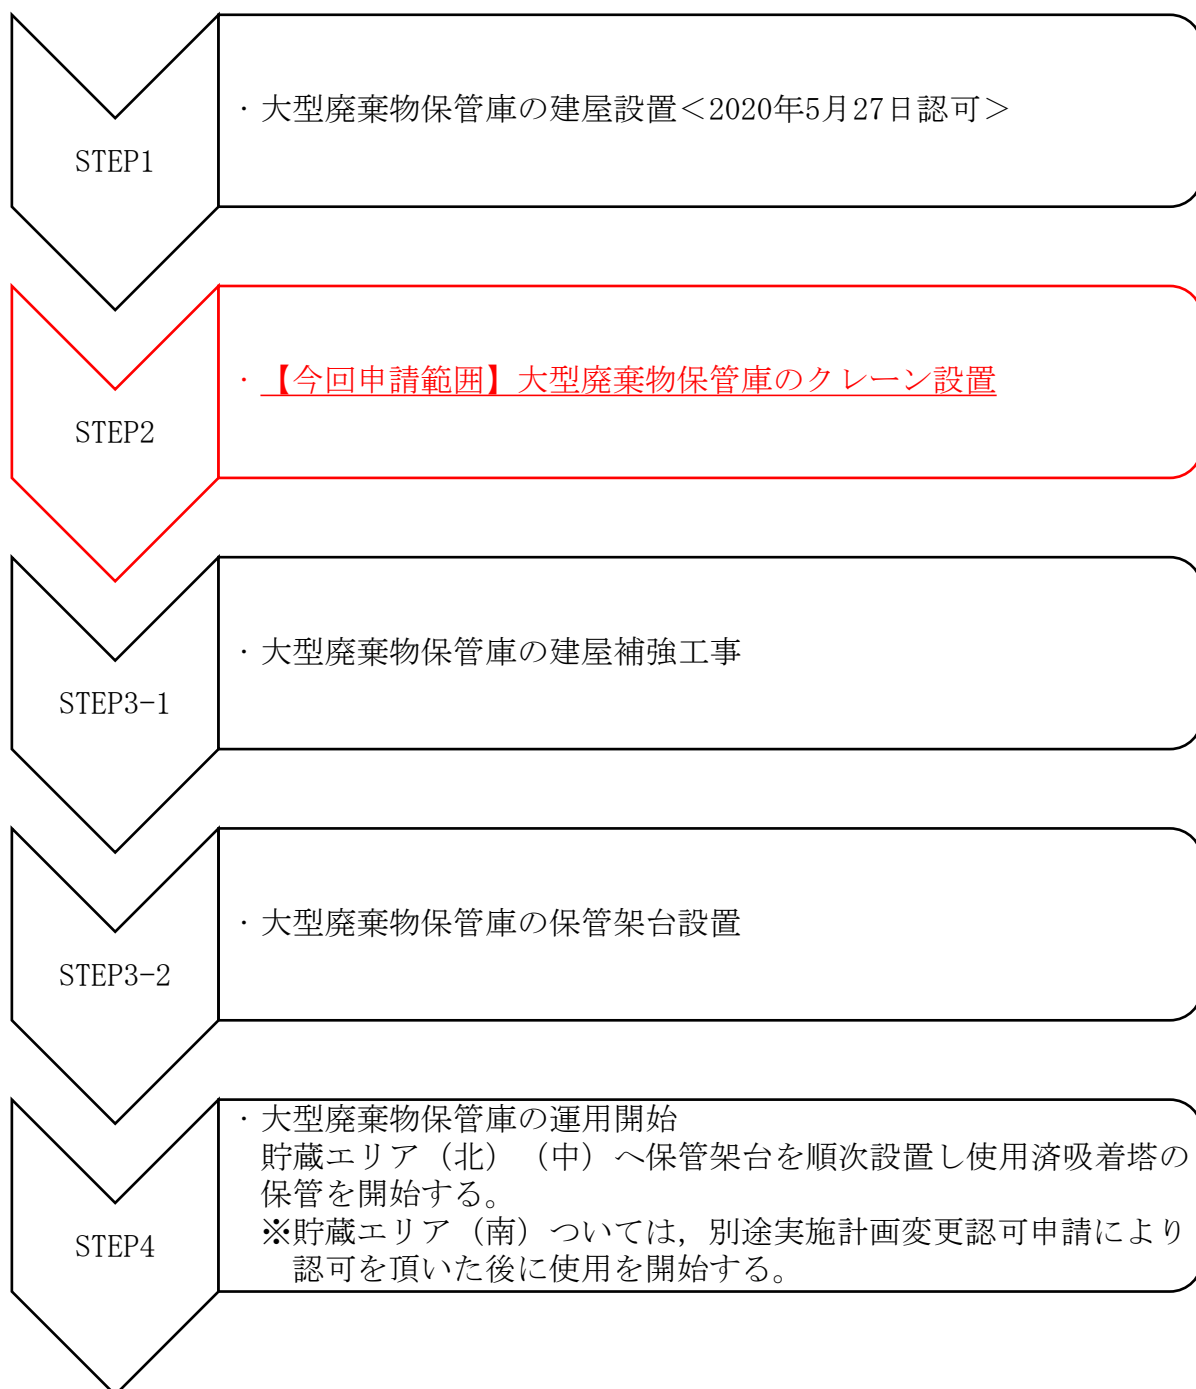 STEP1
・大型廃棄物保管庫の建屋設置＜2020年5月27日認可＞
STEP2
・【今回申請範囲】大型廃棄物保管庫のクレーン設置
STEP3-1
・大型廃棄物保管庫の建屋補強工事
STEP3-2
・大型廃棄物保管庫の保管架台設置
STEP4
・大型廃棄物保管庫の運用開始
貯蔵エリア（北）（中）へ保管架台を順次設置し使用済吸着塔の
保管を開始する。
※貯蔵エリア（南）ついては，別途実施計画変更認可申請により
認可を頂いた後に使用を開始する。